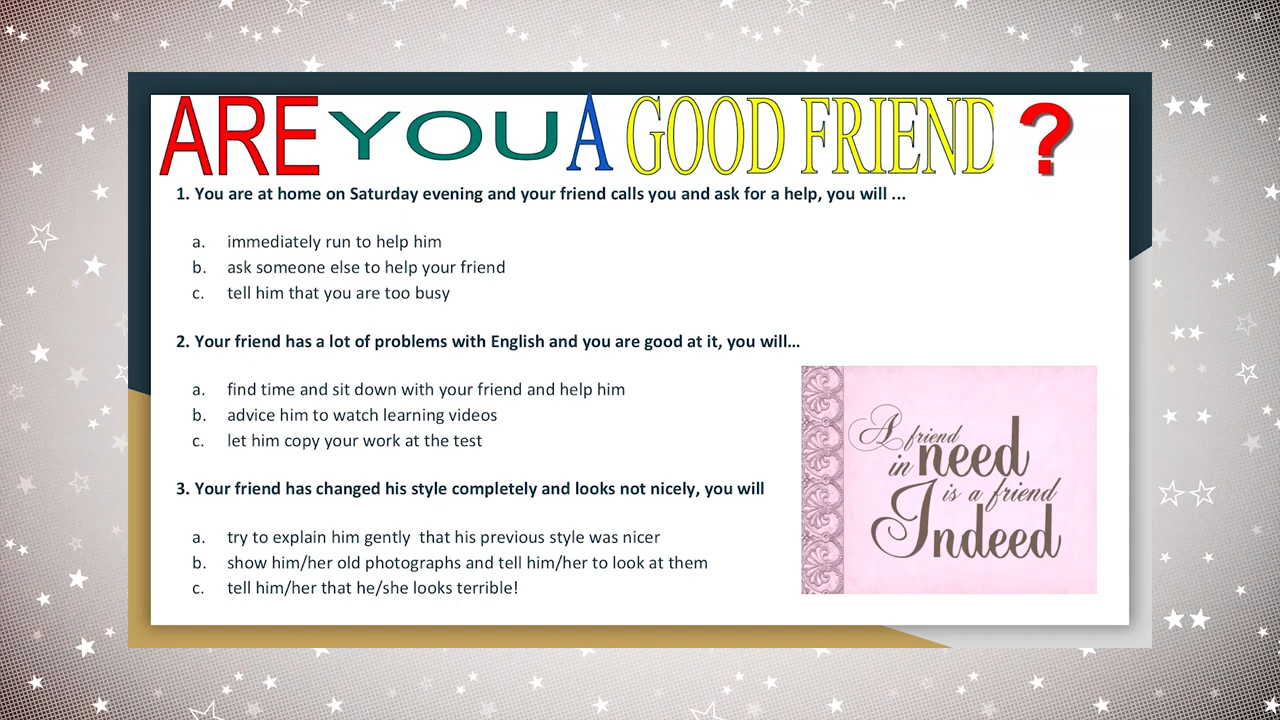 ARE YOU A GOOD FRIEND ?
1. You are at home on Saturday evening and your friend calls you and ask for a help, you will ...
a. immediately run to help him
b. ask someone else to help your friend
c. tell him that you are too busy
2. Your friend has a lot of problems with English and you are good at it, you will...
a. find time and sit down with your friend and help him
b. advice him to watch learning videos
c. let him copy your work at the test
3. Your friend has changed his style completely and looks not nicely, you will
a. try to explain him gently  that his previous style was nicer
b. show him/her old photographs and tell him/her to look at them
c. tell him/her that he/she looks terrible!
A friend
in need
is a friend
Indeed